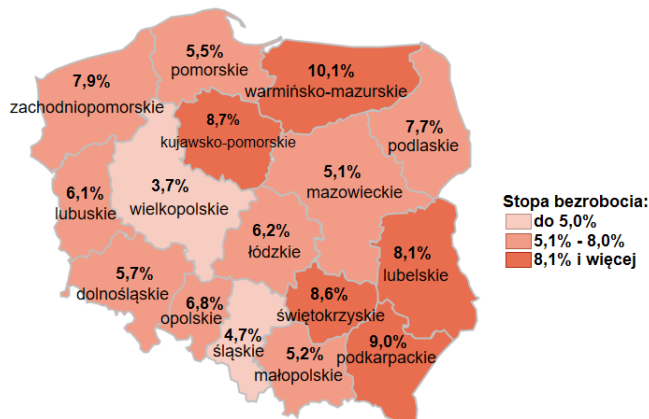 5,5%
pomorskie
10,1%
warmińsko-mazurskie
7,9%
zachodniopomorskie
8,7%
kujawsko-pomorskie
7,7%
podlaskie
5,1%
mazowieckie
3,7%
wielkopolskie
6,1%
lubuskie
6,2%
łódzkie
8,1%
lubelskie
5,7%
dolnośląskie
6,8%
opolskie
8,6%
świętokrzyskie
4,7%
śląskie
5,2%
małopolskie
9,0%
podkarpackie
Stopa bezrobocia:
do 5,0%
5,1% - 8,0%
8,1% i więcej